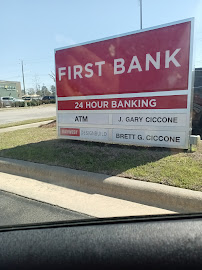 FIRST BANK
24 HOUR BANKING
ATM
J. GARY CICCONE
BRETT G. CICCONE